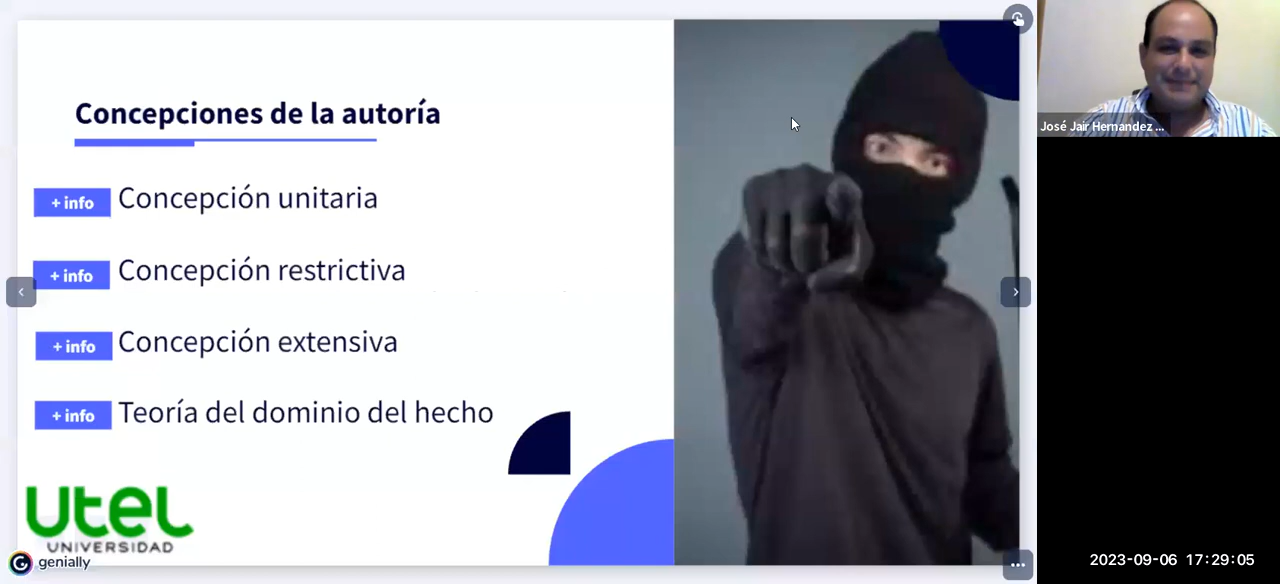 Concepciones de la autoría
+ info Concepción unitaria
+ info Concepción restrictiva
+ info Concepción extensiva
+ info Teoría del dominio del hecho
utel
UNIVERSIDAD
genially
José Jair Hernandez ...
2023-09-06 17:29:05